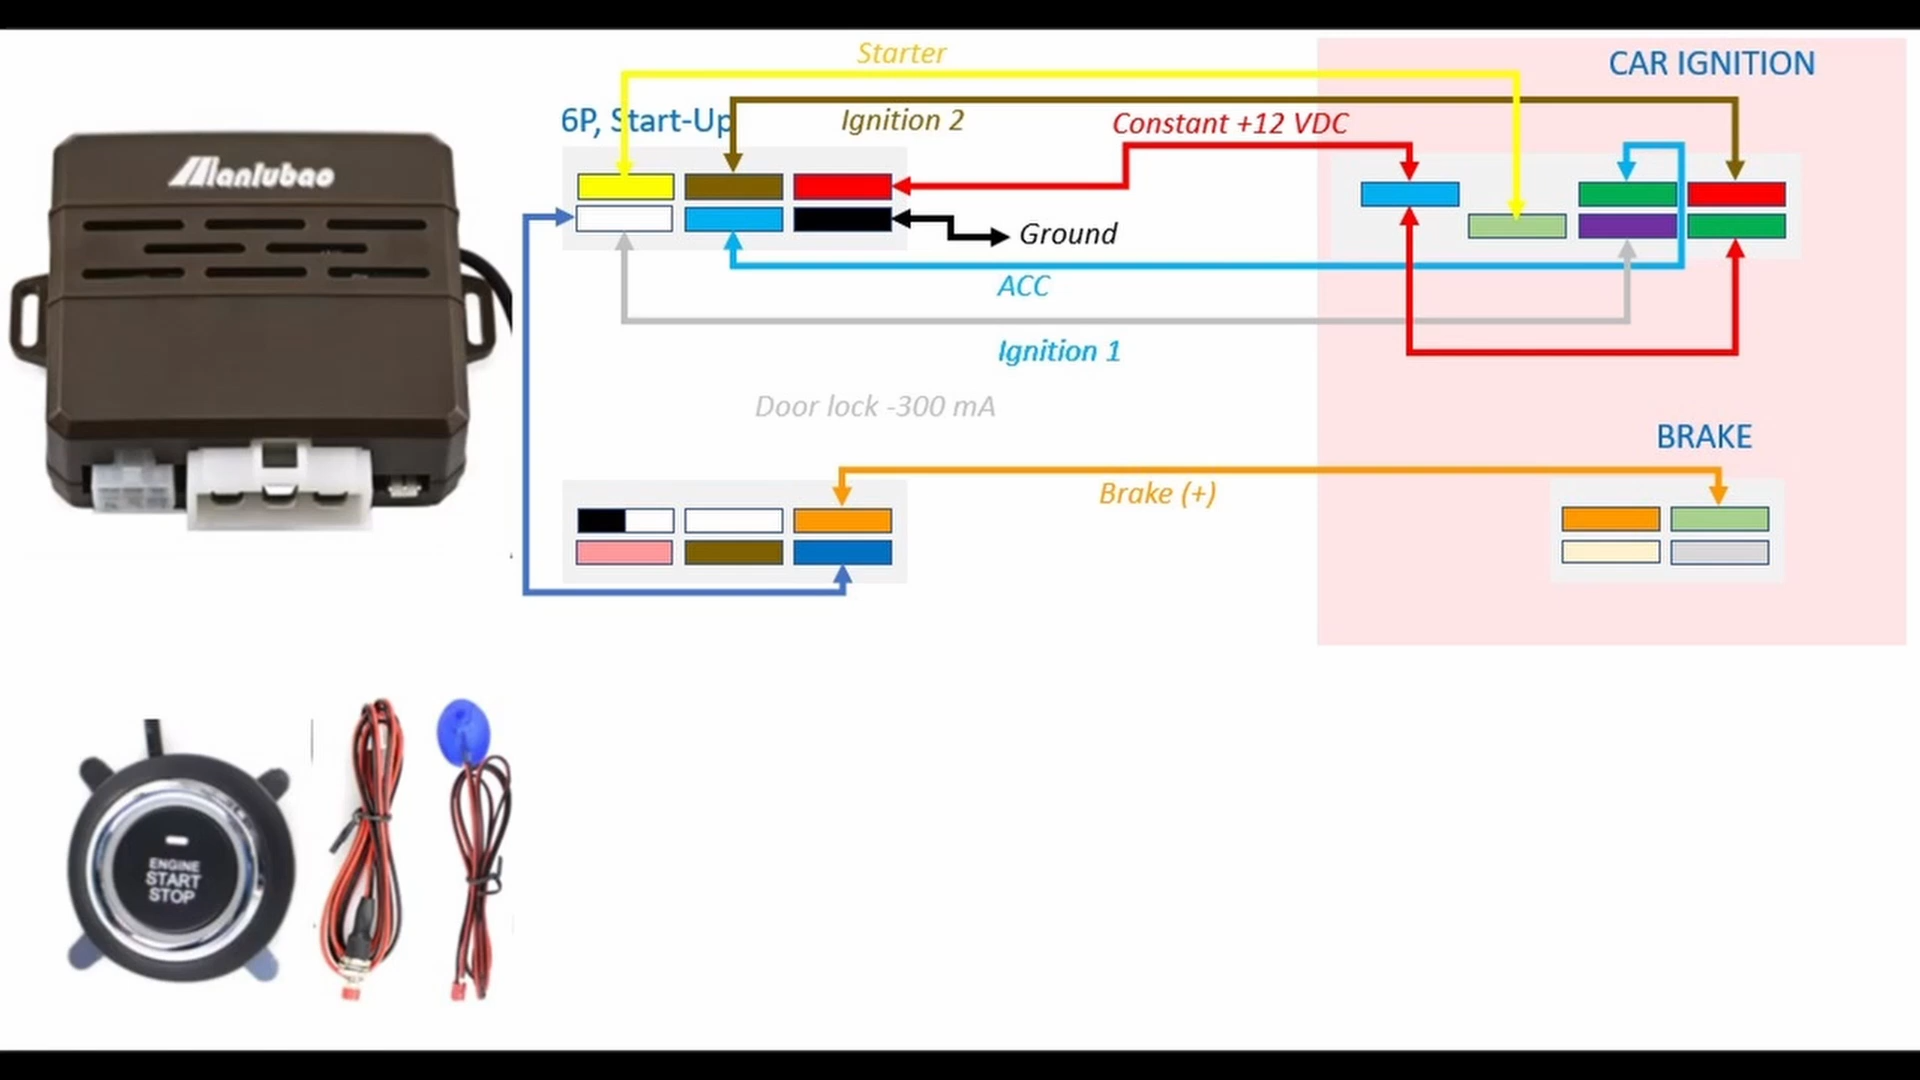 Starter
CAR IGNITION
6P, Start-Up
Ignition 2
Constant +12 VDC
Manlubao
Ground
ACC
Ignition 1
Door lock -300 mA
BRAKE
Brake (+)
ENGINE
START
STOP